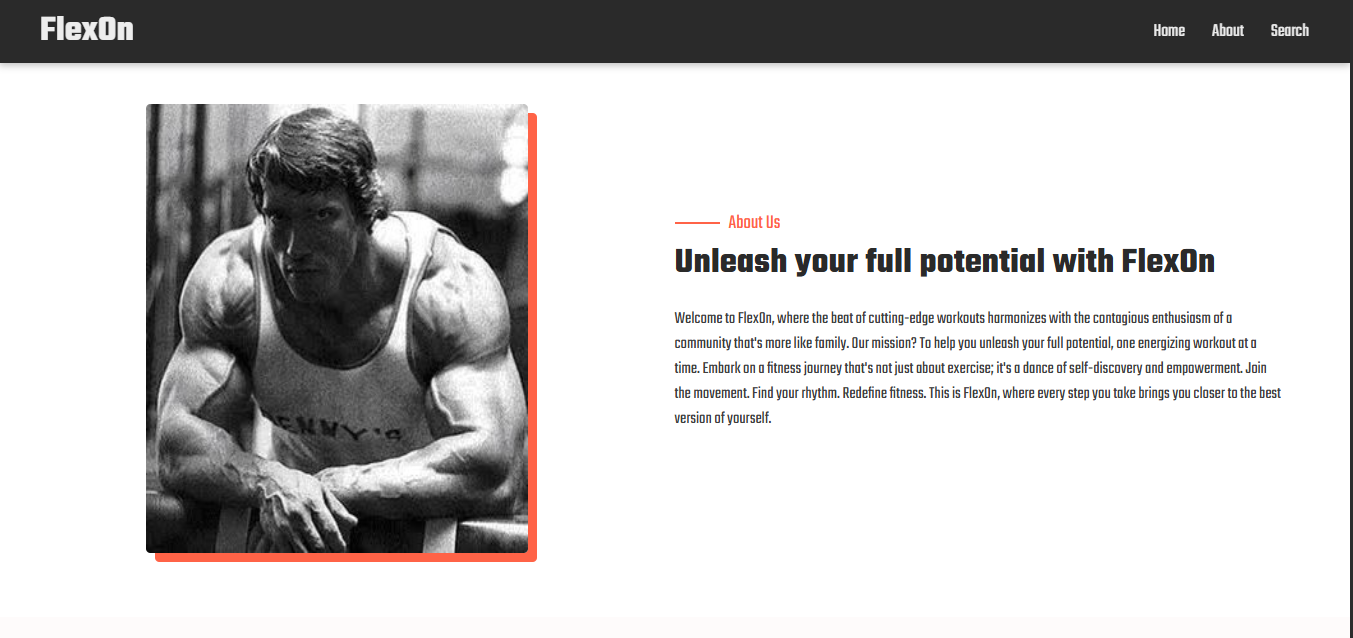 FlexOn
Home About Search
About Us
Unleash your full potential with FlexOn
Welcome to FlexOn, where the beat of cutting-edge workouts harmonizes with the contagious enthusiasm of a
community that's more like family. Our mission? To help you unleash your full potential, one energizing workout at a
time. Embark on a fitness journey that's not just about exercise; it's a dance of self-discovery and empowerment. Join
the movement. Find your rhythm. Redefine fitness. This is FlexOn, where every step you take brings you closer to the best
version of yourself.